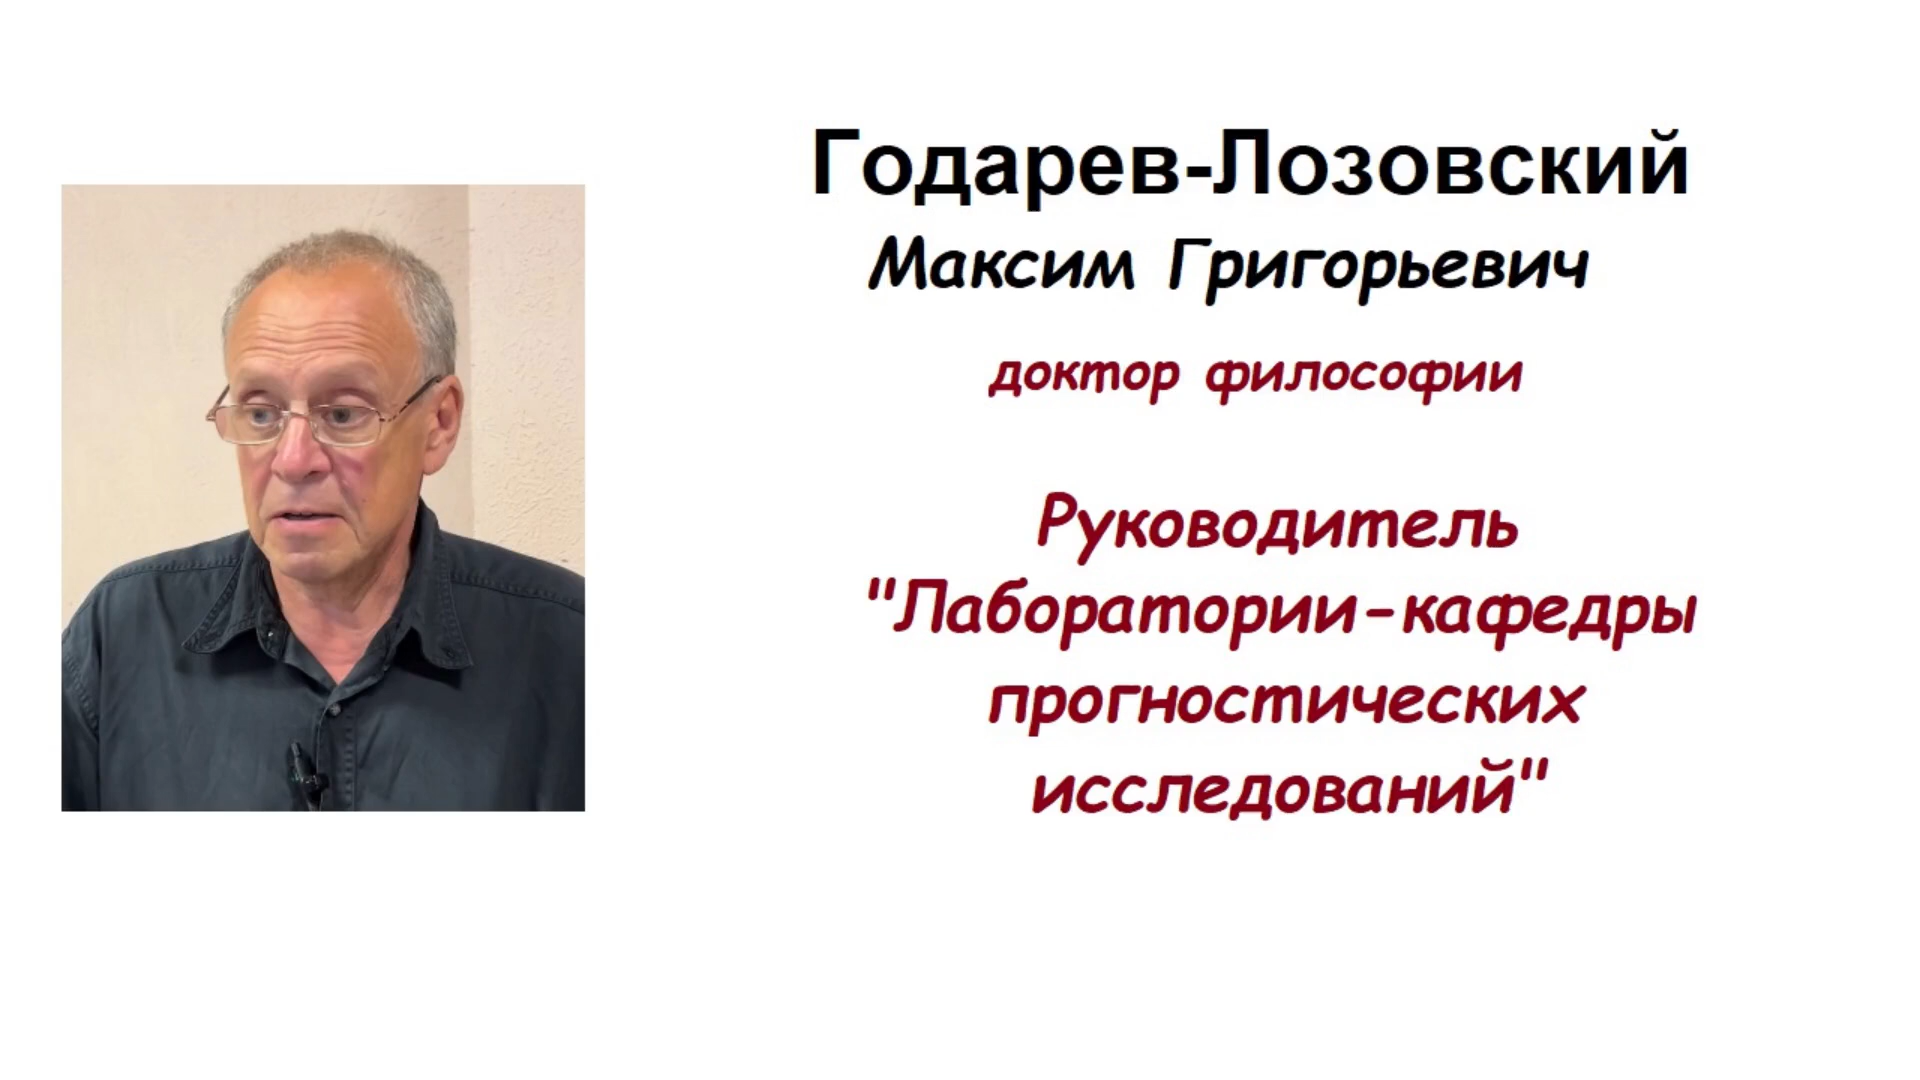 Годарев-Лозовский
Максим Григорьевич
доктор философии
Руководитель
"Лаборатории-кафедры
прогностических
исследований"